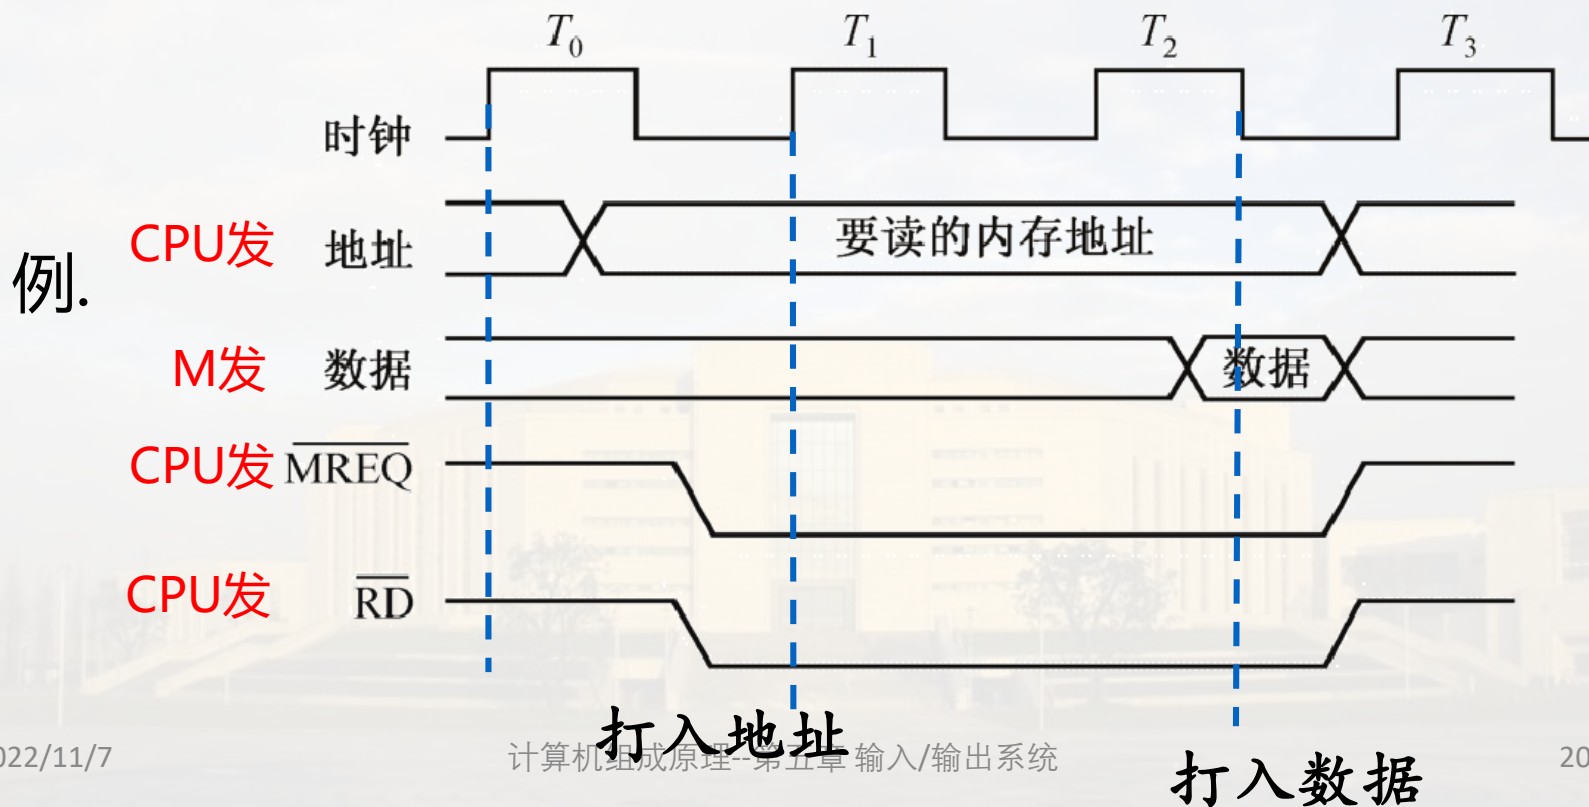 T0 T1 T2 T3
时钟
CPU发 地址 要读的内存地址
例.
M发 数据 数据
CPU发 MREQ
CPU发 RD
打入地址
022/11/7 计算机组成原理--第五章 输入/输出系统 20
打入数据